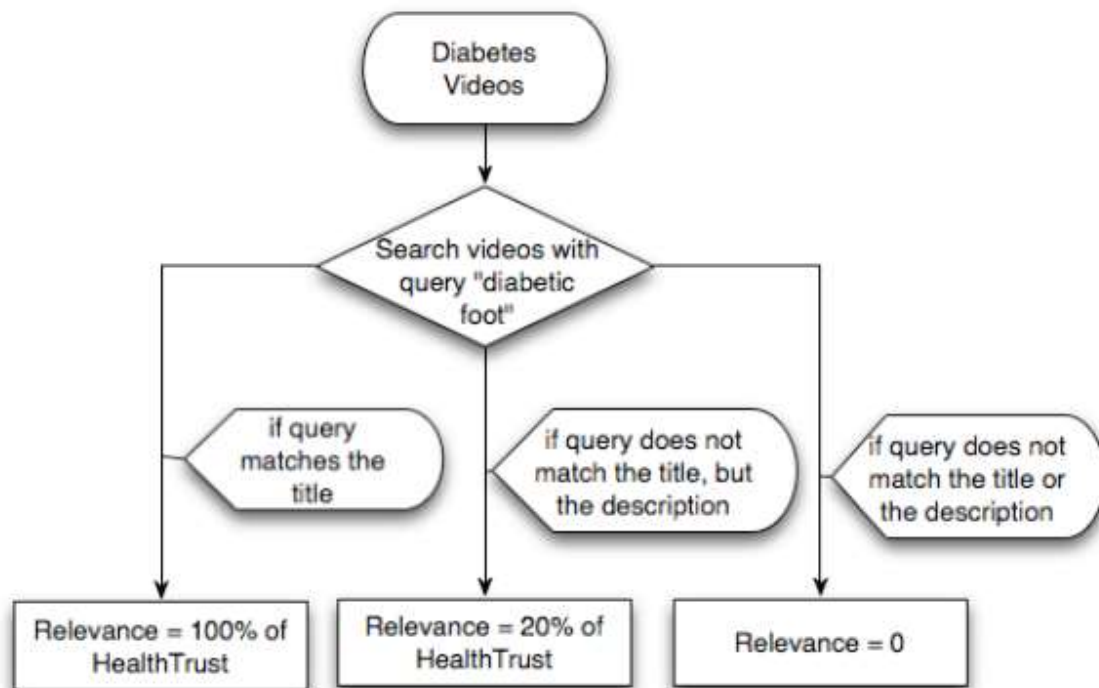 Diabetes
Videos
Search videos with
query "diabetic
foot"
if query
matches the
title
if query does not
match the title, but
the description
if query does not
match the title or
the description
Relevance = 100% of
HealthTrust
Relevance = 20% of
HealthTrust
Relevance = 0